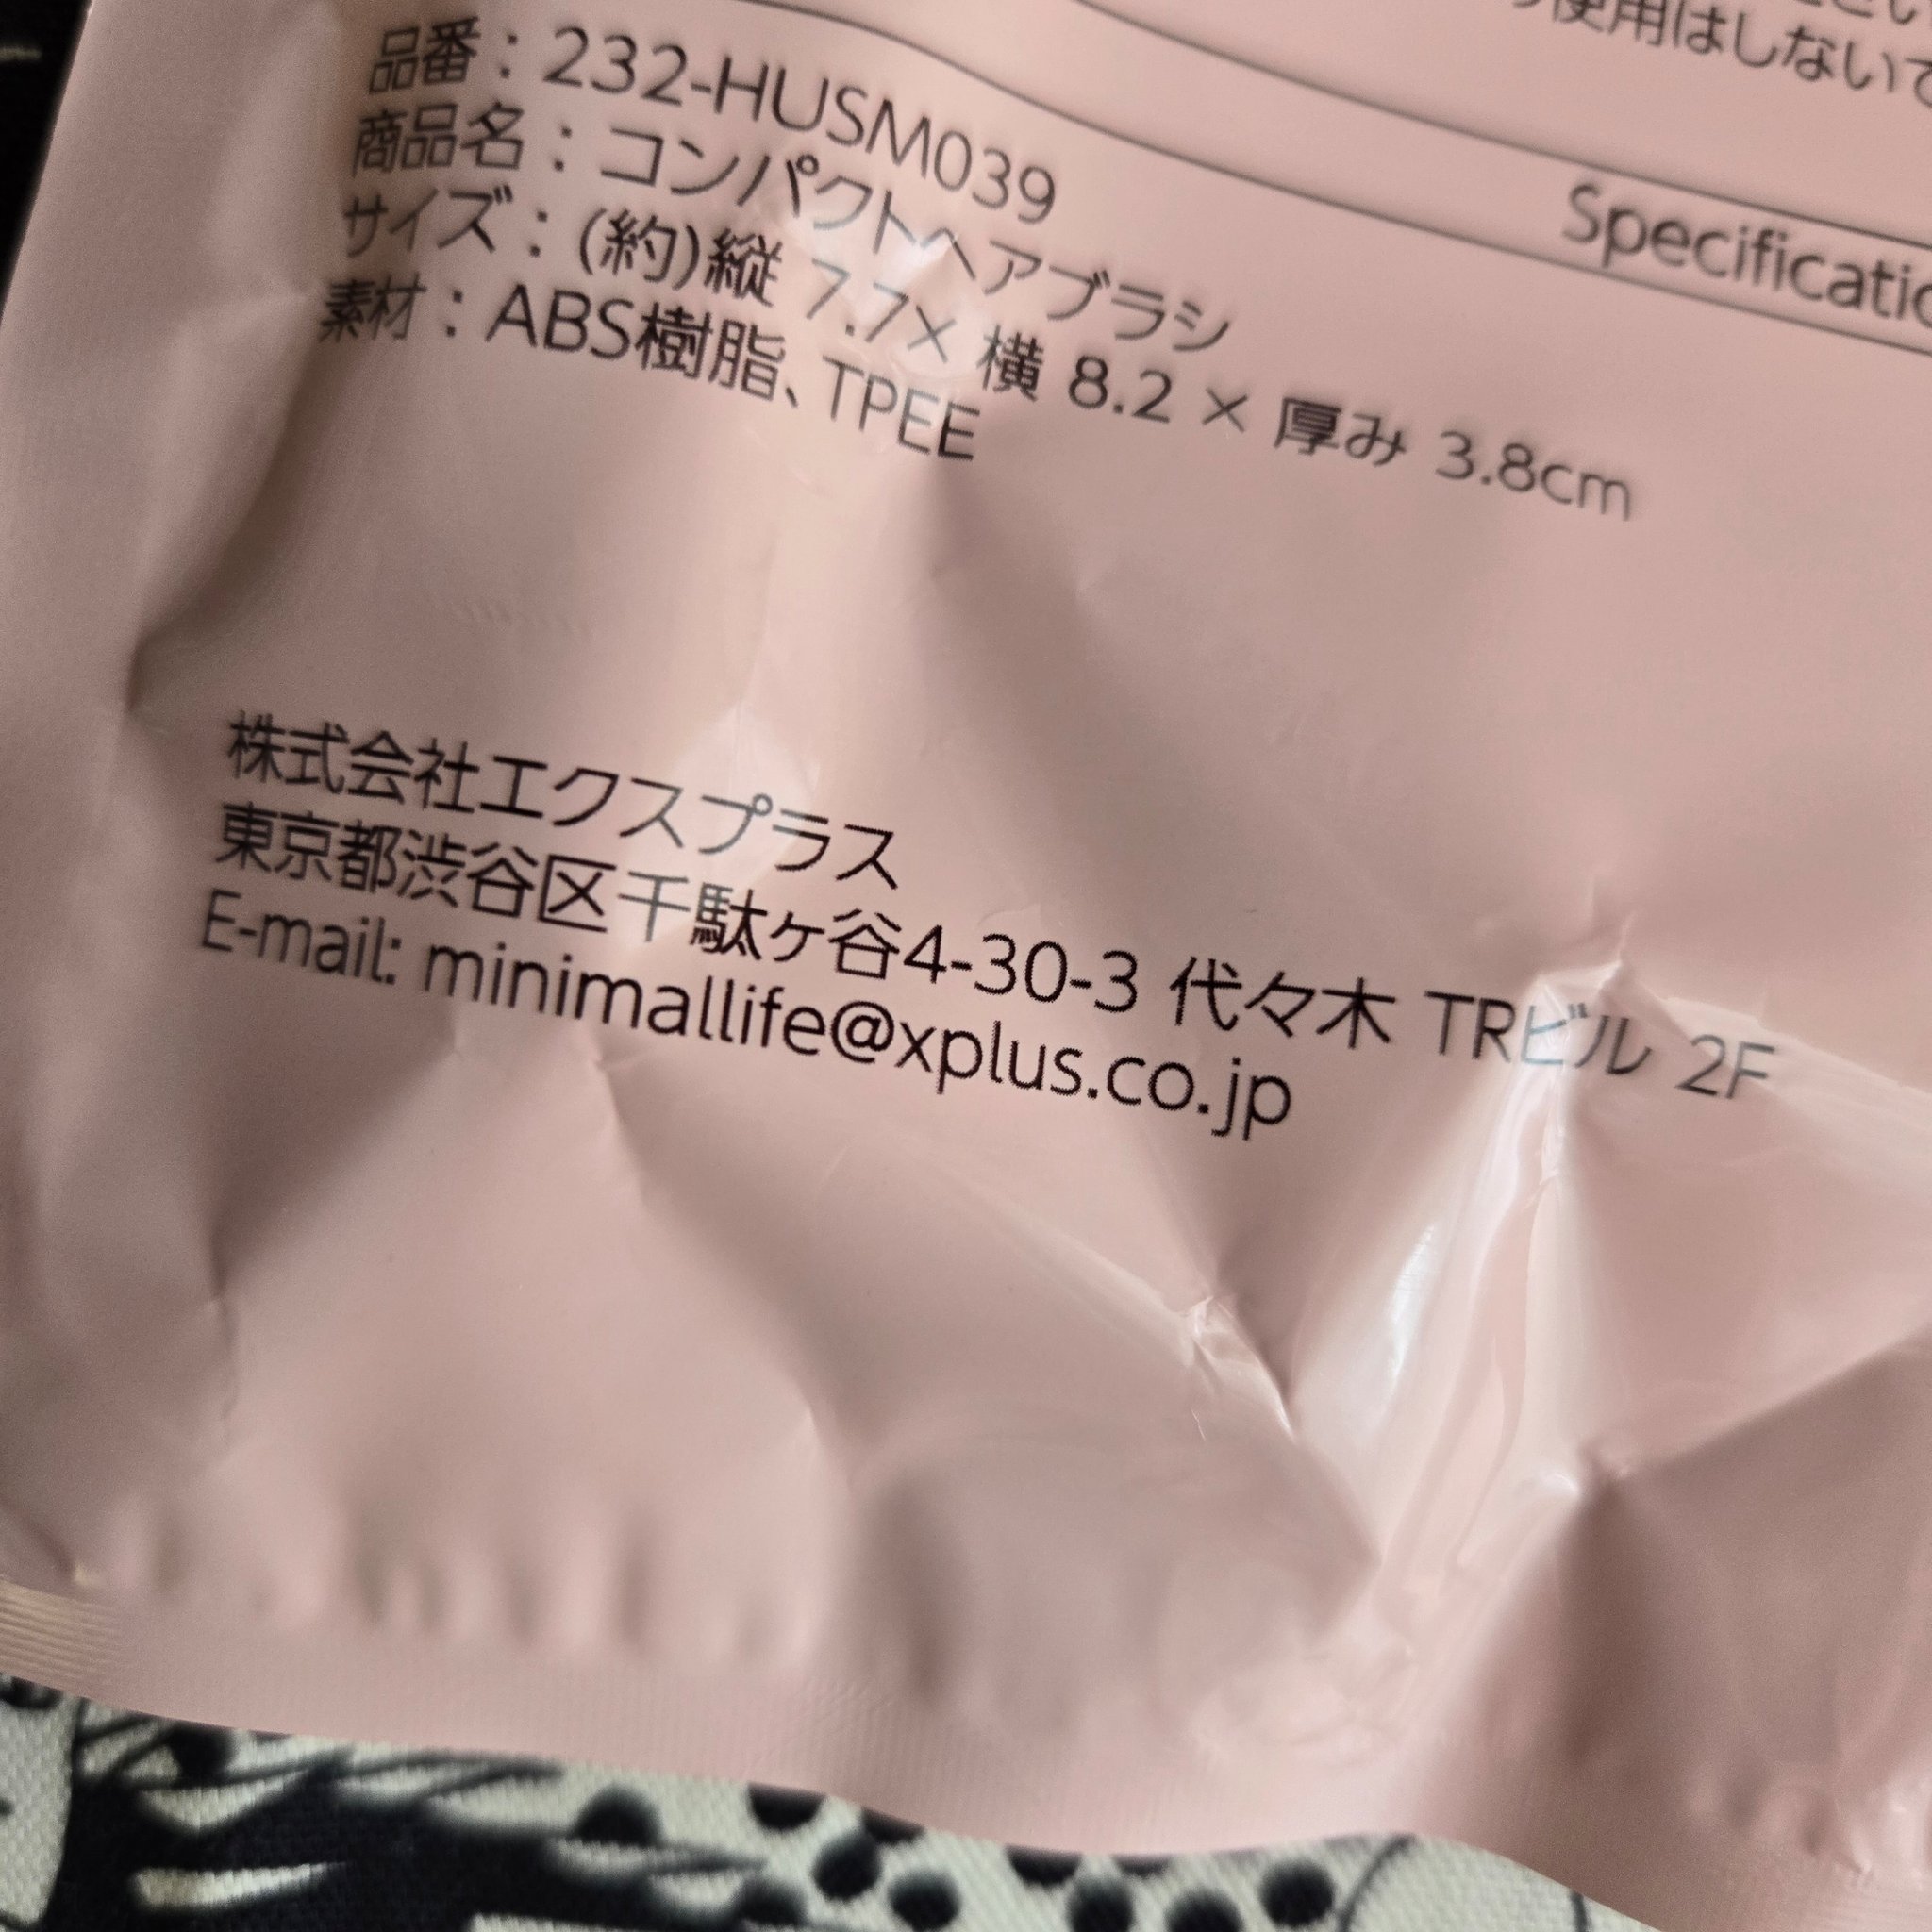 使用はしないで
Specificatio
品番：232-HUSM039
商品名：コンパクトヘアブラシ
サイズ：(約)縦 7.7× 横 8.2 × 厚み 3.8cm
素材：ABS樹脂、TPEE
株式会社エクスプラス
東京都渋谷区千駄ヶ谷4-30-3 代々木 TRビル 2F
E-mail: minimallife@xplus.co.jp